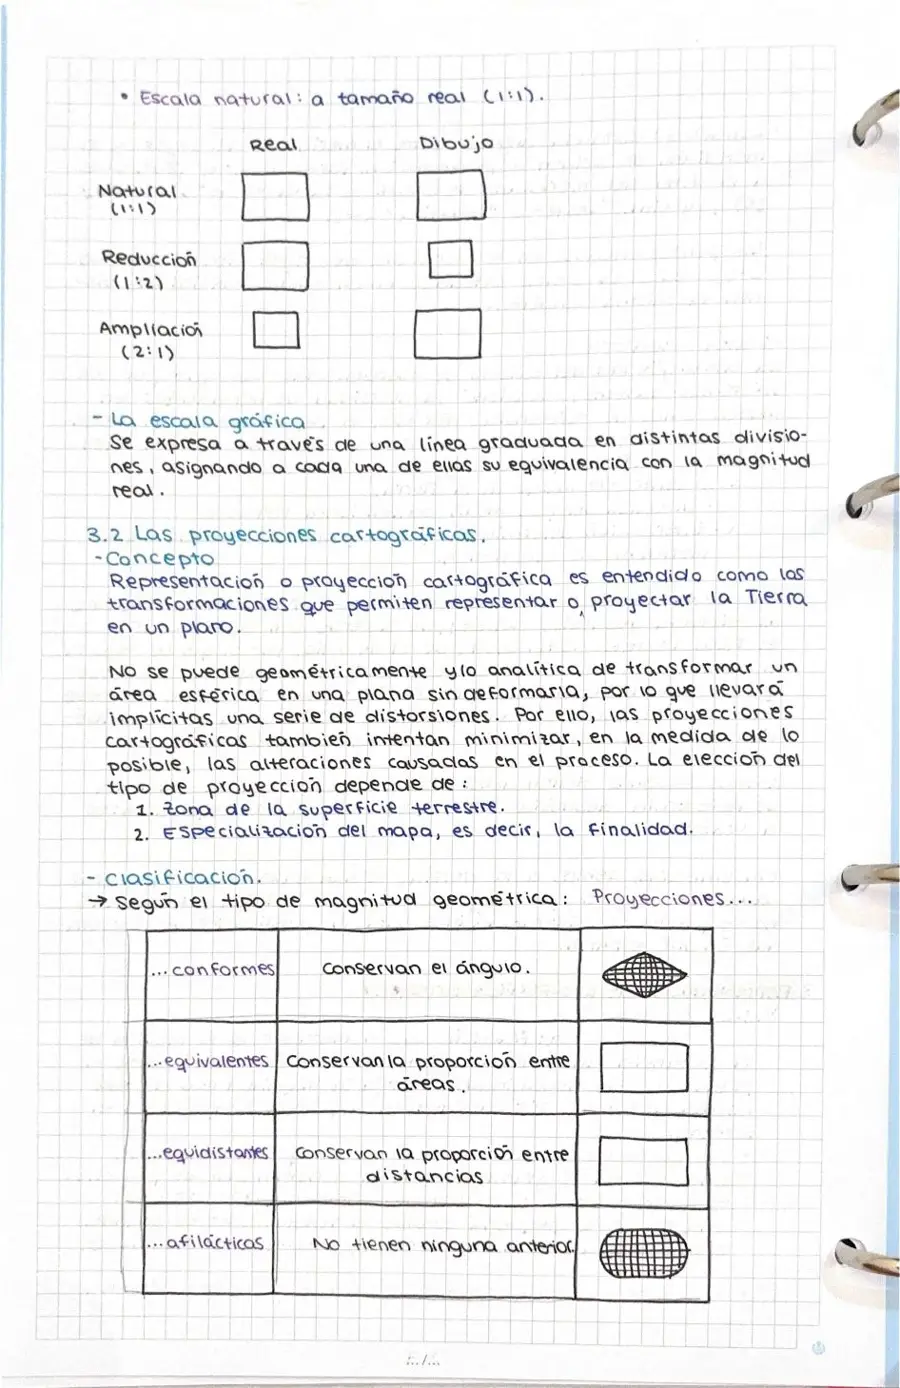 • Escala natural: a tamaño real (1:1).
Real Dibujo
Natural
(1:1)
Reducción
(1:2)
Ampliación
(2:1)
- La escala gráfica
Se expresa a través de una línea graduada en distintas divisio-
nes, asignando a cada una de ellas su equivalencia con la magnitud
real.
3.2 Las proyecciones cartográficas.
- Concepto
Representación o proyección cartográfica es entendido como las
transformaciones que permiten representar o proyectar la Tierra
en un plano.
No se puede geométricamente y/o analítica de transformar un
área esférica en una plana sin deformarla, por lo que llevará
implícitas una serie de distorsiones. Por ello, las proyecciones
cartográficas también intentan minimizar, en la medida de lo
posible, las alteraciones causadas en el proceso. La elección del
tipo de proyección depende de:
1. Zona de la superficie terrestre.
2. Especialización del mapa, es decir, la finalidad.
- Clasificación.
→ Según el tipo de magnitud geométrica: Proyecciones...
...conformes Conservan el ángulo.
...equivalentes Conservan la proporción entre
áreas.
...equidistantes Conservan la proporción entre
distancias
...afilácticas No tienen ninguna anterior.